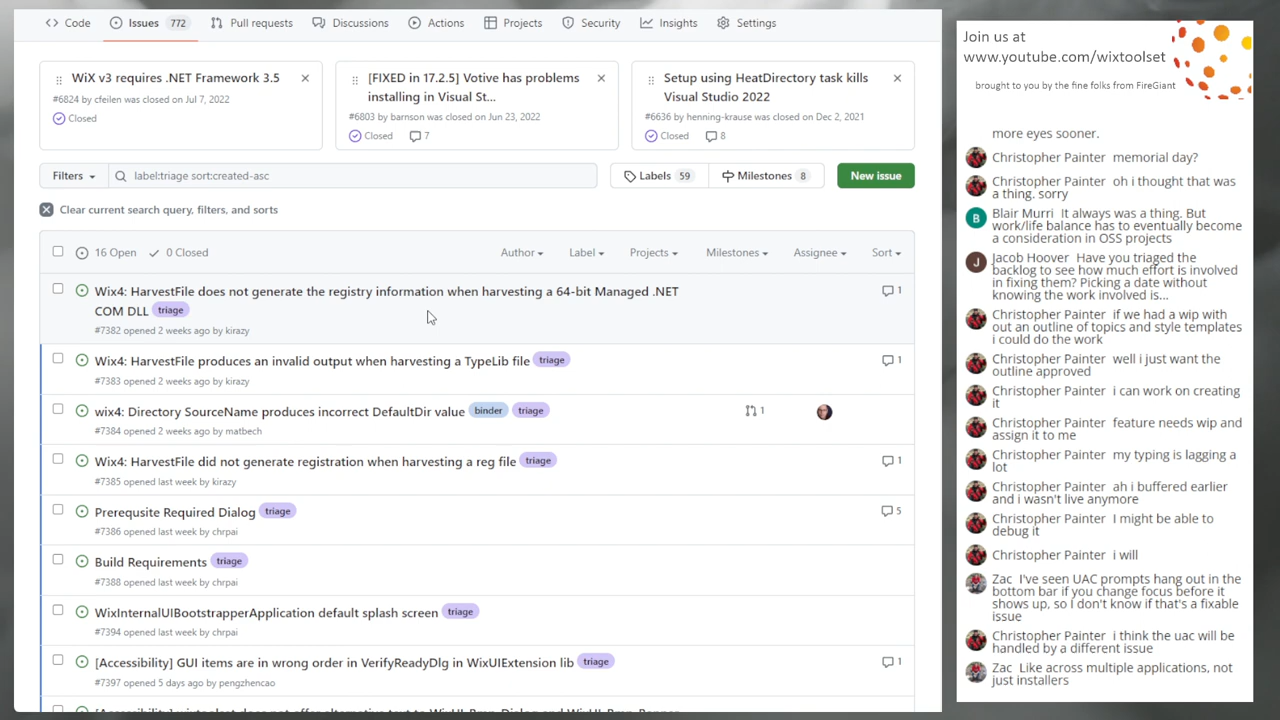 Code Issues 772 Pull requests Discussions Actions Projects Security Insights Settings
WiX v3 requires .NET Framework 3.5
#6824 by cfeilen was closed on Jul 7, 2022
Closed
[FIXED in 17.2.5] Votive has problems
installing in Visual St...
#6803 by barnson was closed on Jun 23, 2022
Closed 7
Setup using HeatDirectory task kills
Visual Studio 2022
#6636 by henning-krause was closed on Dec 2, 2021
Closed 8
Filters label:triage sort:created-asc Labels 59 Milestones 8 New issue
Clear current search query, filters, and sorts
16 Open 0 Closed Author Label Projects Milestones Assignee Sort
Wix4: HarvestFile does not generate the registry information when harvesting a 64-bit Managed .NET 1
COM DLL triage
#7382 opened 2 weeks ago by kirazy
Wix4: HarvestFile produces an invalid output when harvesting a TypeLib file triage 1
#7383 opened 2 weeks ago by kirazy
wix4: Directory SourceName produces incorrect DefaultDir value binder triage 1
#7384 opened 2 weeks ago by matbech
Wix4: HarvestFile did not generate registration when harvesting a reg file triage 1
#7385 opened last week by kirazy
Prerequsite Required Dialog triage 5
#7386 opened last week by chrpai
Build Requirements triage
#7388 opened last week by chrpai
WixInternalUIBootstrapperApplication default splash screen triage
#7394 opened last week by chrpai
[Accessibility] GUI items are in wrong order in VerifyReadyDlg in WixUIExtension lib triage 1
#7397 opened 5 days ago by pengzhencao
Join us at
www.youtube.com/wixtoolset
brought to you by the fine folks from FireGiant
more eyes sooner.
Christopher Painter memorial day?
Christopher Painter oh i thought that was
a thing. sorry
B Blair Murri It always was a thing. But
work/life balance has to eventually become
a consideration in OSS projects
J Jacob Hoover Have you triaged the
backlog to see how much effort is involved
in fixing them? Picking a date without
knowing the work involved is...
Christopher Painter if we had a wip with
out an outline of topics and style templates
i could do the work
Christopher Painter well i just want the
outline approved
Christopher Painter i can work on creating
it
Christopher Painter feature needs wip and
assign it to me
Christopher Painter my typing is lagging a
lot
Christopher Painter ah i buffered earlier
and i wasn't live anymore
Christopher Painter I might be able to
debug it
Christopher Painter i will
Zac I've seen UAC prompts hang out in the
bottom bar if you change focus before it
shows up, so I don't know if that's a fixable
issue
Christopher Painter i think the uac will be
handled by a different issue
Zac Like across multiple applications, not
just installers